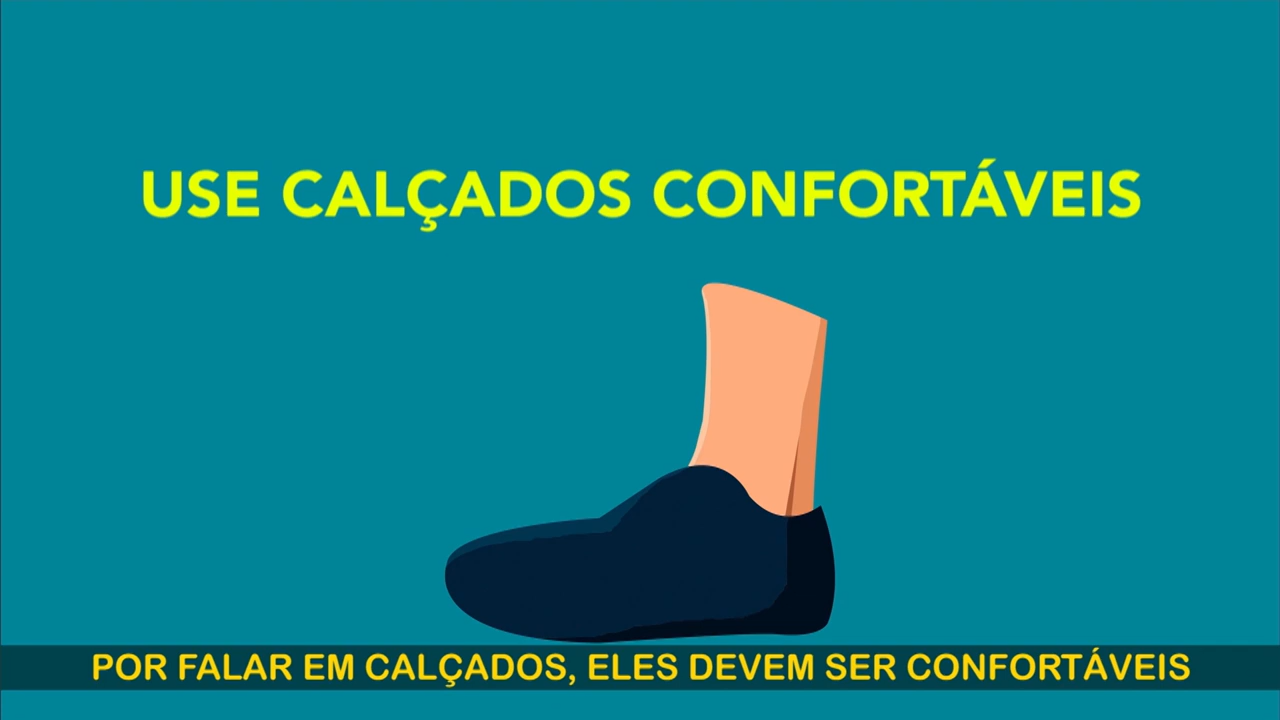 USE CALÇADOS CONFORTÁVEIS
POR FALAR EM CALÇADOS, ELES DEVEM SER CONFORTÁVEIS